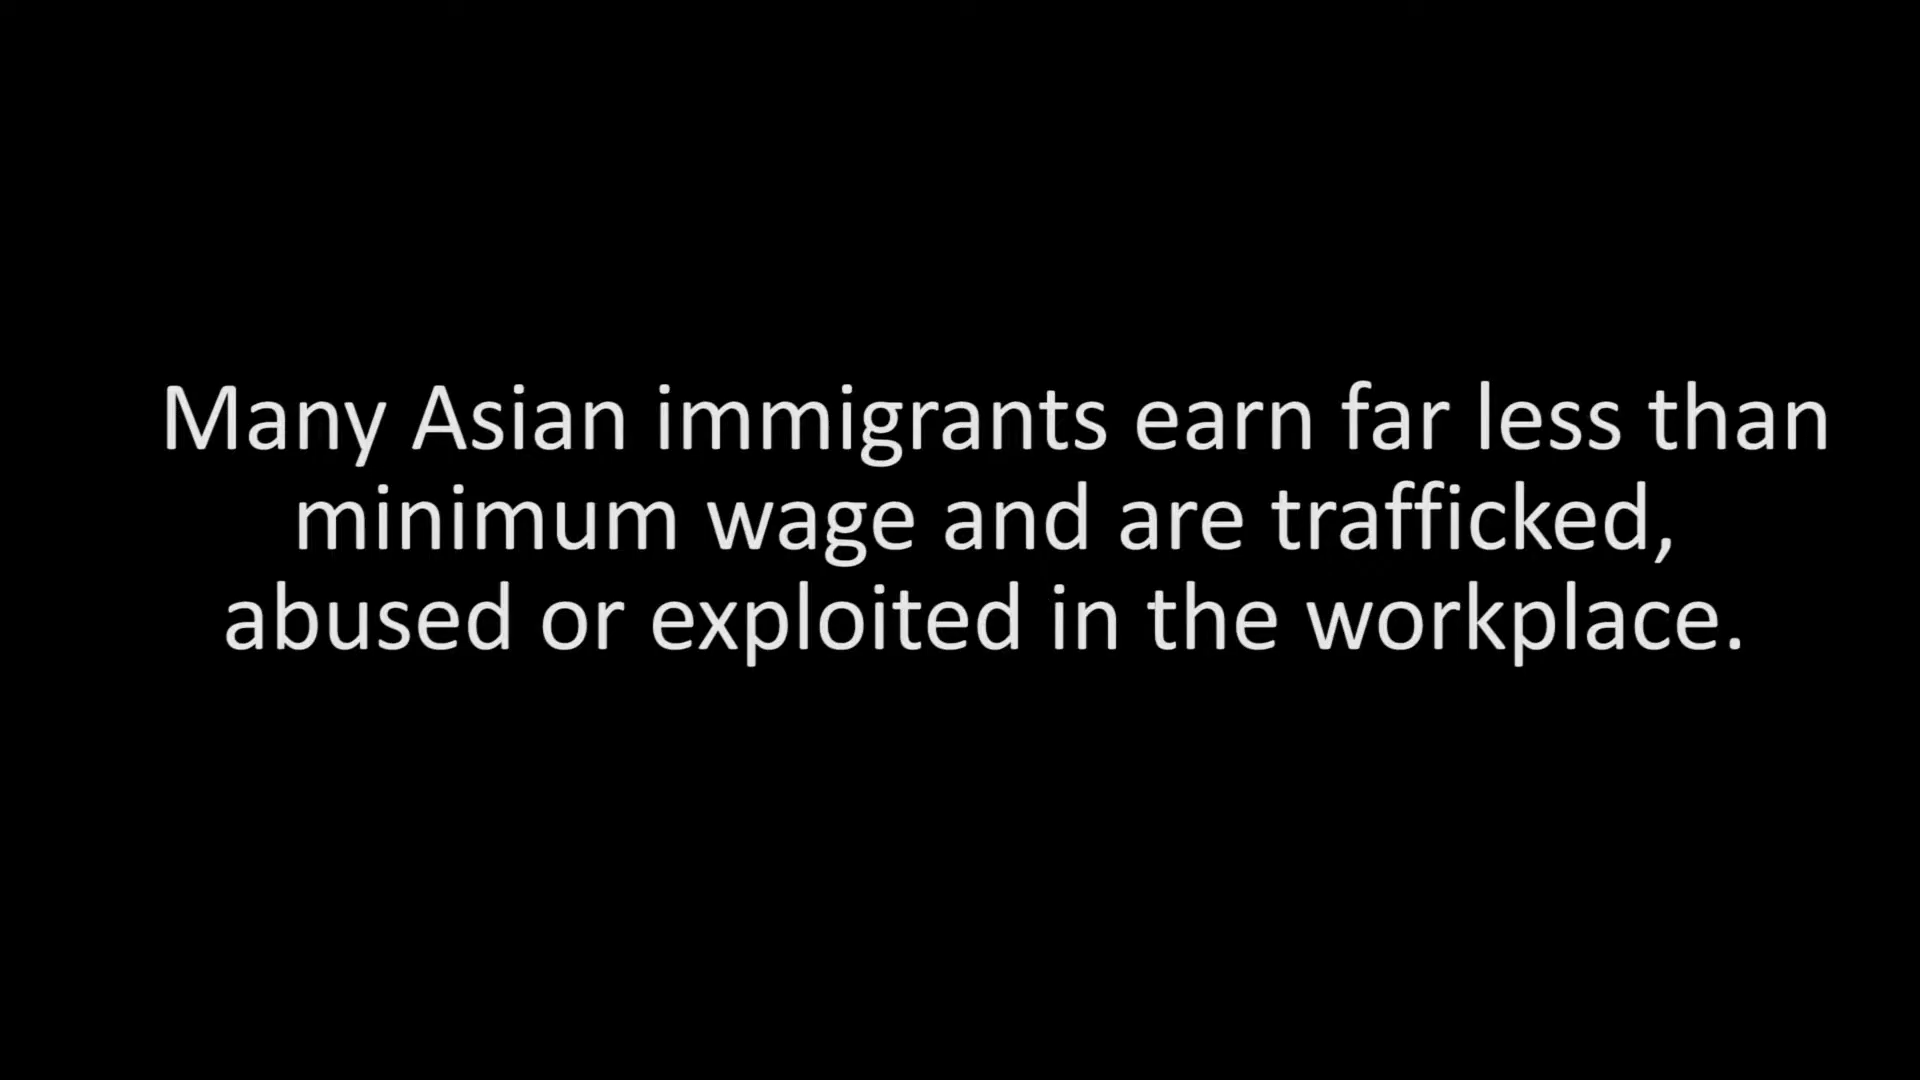 Many Asian immigrants earn far less than
minimum wage and are trafficked,
abused or exploited in the workplace.